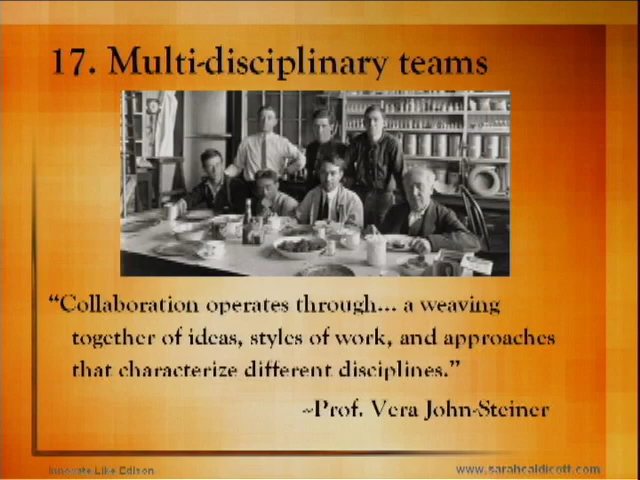 17. Multi-disciplinary teams
“Collaboration operates through... a weaving
together of ideas, styles of work, and approaches
that characterize different disciplines.”
--Prof. Vera John-Steiner
Innovate Like Edison
www.sarahcaldicott.com